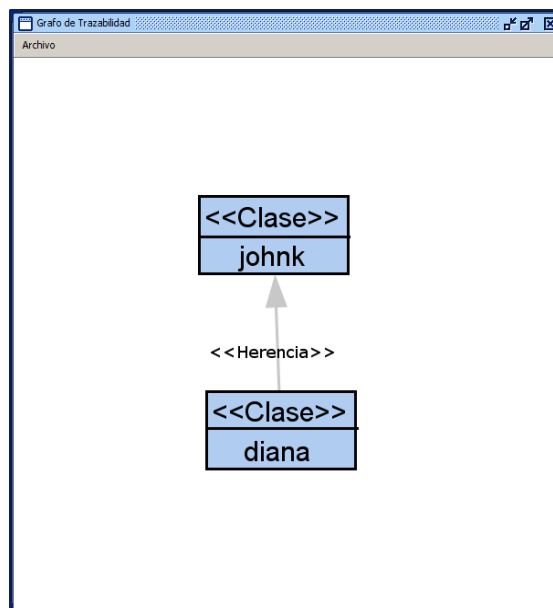 Grafo de Trazabilidad
Archivo
<<Clase>>
johnk
<<Herencia>>
<<Clase>>
diana